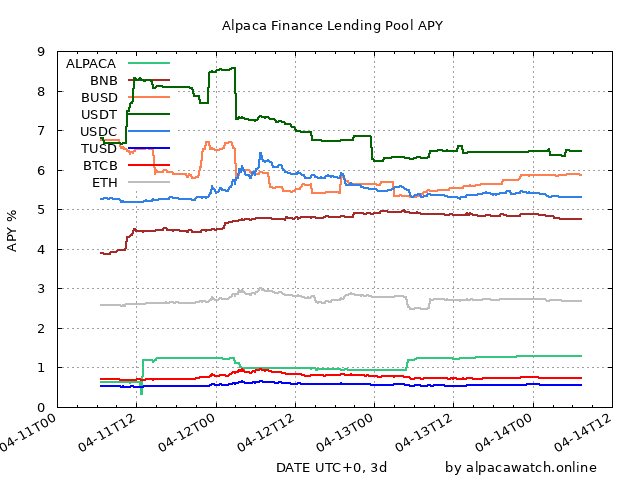 Alpaca Finance Lending Pool APY
9
8
7
6
5
4
3
2
1
0
APY %
ALPACA
BNB
BUSD
USDT
USDC
TUSD
BTCB
ETH
04-11T00
04-11T12
04-12T00
04-12T12
04-13T00
04-13T12
04-14T00
04-14T12
DATE UTC+0, 3d
by alpacawatch.online